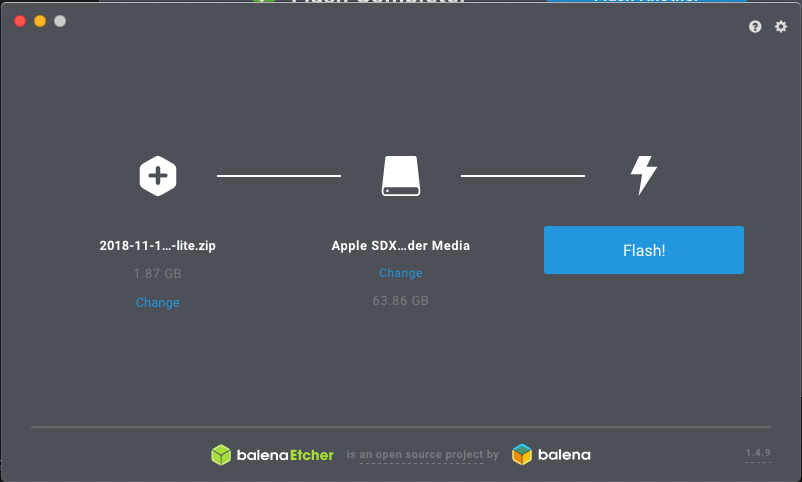 2018-11-1...-lite.zip
1.87 GB
Change
Apple SDX...der Media
Change
63.86 GB
Flash!
balenaEtcher is an open source project by balena
1.4.9